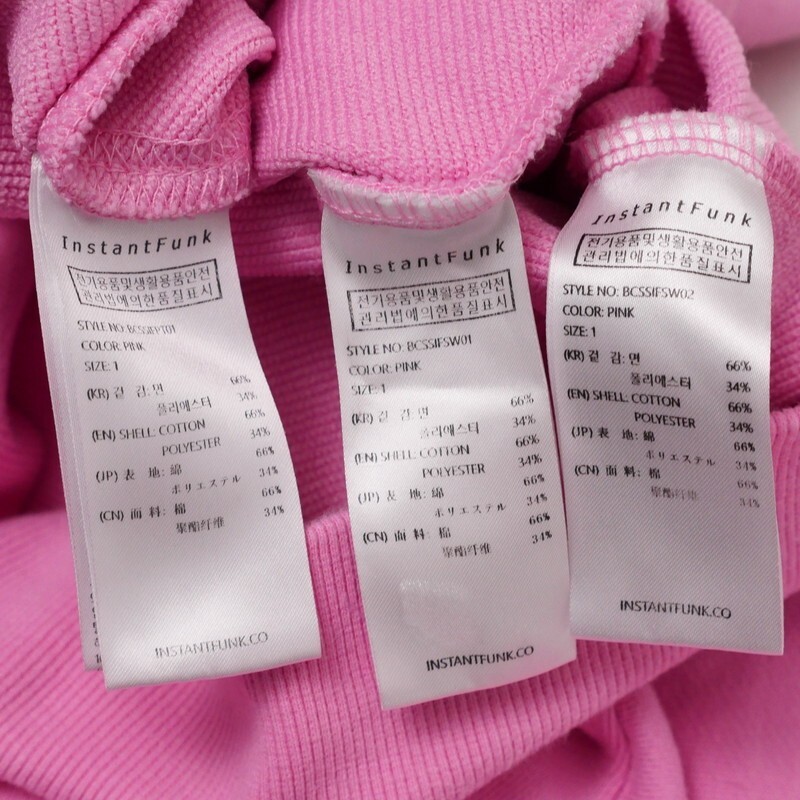 InstantFunk
전기용품및생활용품안전
관리법에의한품질표시
STYLE NO: BCSSIFPT01
COLOR: PINK
SIZE: 1
(KR) 겉 감: 면 66%
폴리에스터 34%
(EN) SHELL: COTTON 66%
POLYESTER 34%
(JP) 表 地: 綿 66%
ポリエステル 34%
(CN) 面 料: 棉 66%
聚酯纤维 34%
INSTANTFUNK.CO
InstantFunk
전기용품및생활용품안전
관리법에의한품질표시
STYLE NO: BCSSIFSW01
COLOR: PINK
SIZE: 1
(KR) 겉 감: 면 66%
폴리에스터 34%
(EN) SHELL: COTTON 66%
POLYESTER 34%
(JP) 表 地: 綿 66%
ポリエステル 34%
(CN) 面 料: 棉 66%
聚酯纤维 34%
INSTANTFUNK.CO
InstantFunk
전기용품및생활용품안전
관리법에의한품질표시
STYLE NO: BCSSIFSW02
COLOR: PINK
SIZE: 1
(KR) 겉 감: 면 66%
폴리에스터 34%
(EN) SHELL: COTTON 66%
POLYESTER 34%
(JP) 表 地: 綿 66%
ポリエステル 34%
(CN) 面 料: 棉 66%
聚酯纤维 34%
INSTANTFUNK.CO